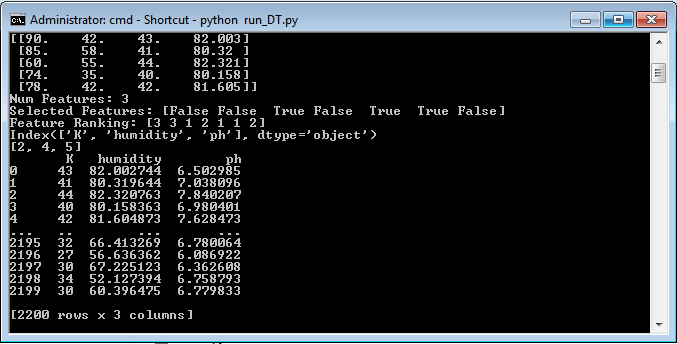 Administrator: cmd - Shortcut - python  run_DT.py
[[90.     42.     43.     82.003]
 [85.     58.     41.     80.32 ]
 [60.     55.     44.     82.321]
 [74.     35.     40.     80.158]
 [78.     42.     42.     81.605]]
Num Features: 3
Selected Features: [False False  True False  True  True False]
Feature Ranking: [3 3 1 2 1 1 2]
Index(['K', 'humidity', 'ph'], dtype='object')
[2, 4, 5]
       K   humidity        ph
0     43  82.002744  6.502985
1     41  80.319644  7.038096
2     44  82.320763  7.840207
3     40  80.158363  6.980401
4     42  81.604873  7.628473
...   ..        ...       ...
2195  32  66.413269  6.780064
2196  27  56.636362  6.086922
2197  30  67.225123  6.362608
2198  34  52.127394  6.758793
2199  30  60.396475  6.779833
[2200 rows x 3 columns]